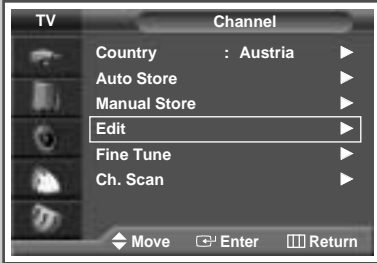 TV Channel
Country : Austria ►
Auto Store ►
Manual Store ►
Edit ►
Fine Tune ►
Ch. Scan ►
Move Enter Return